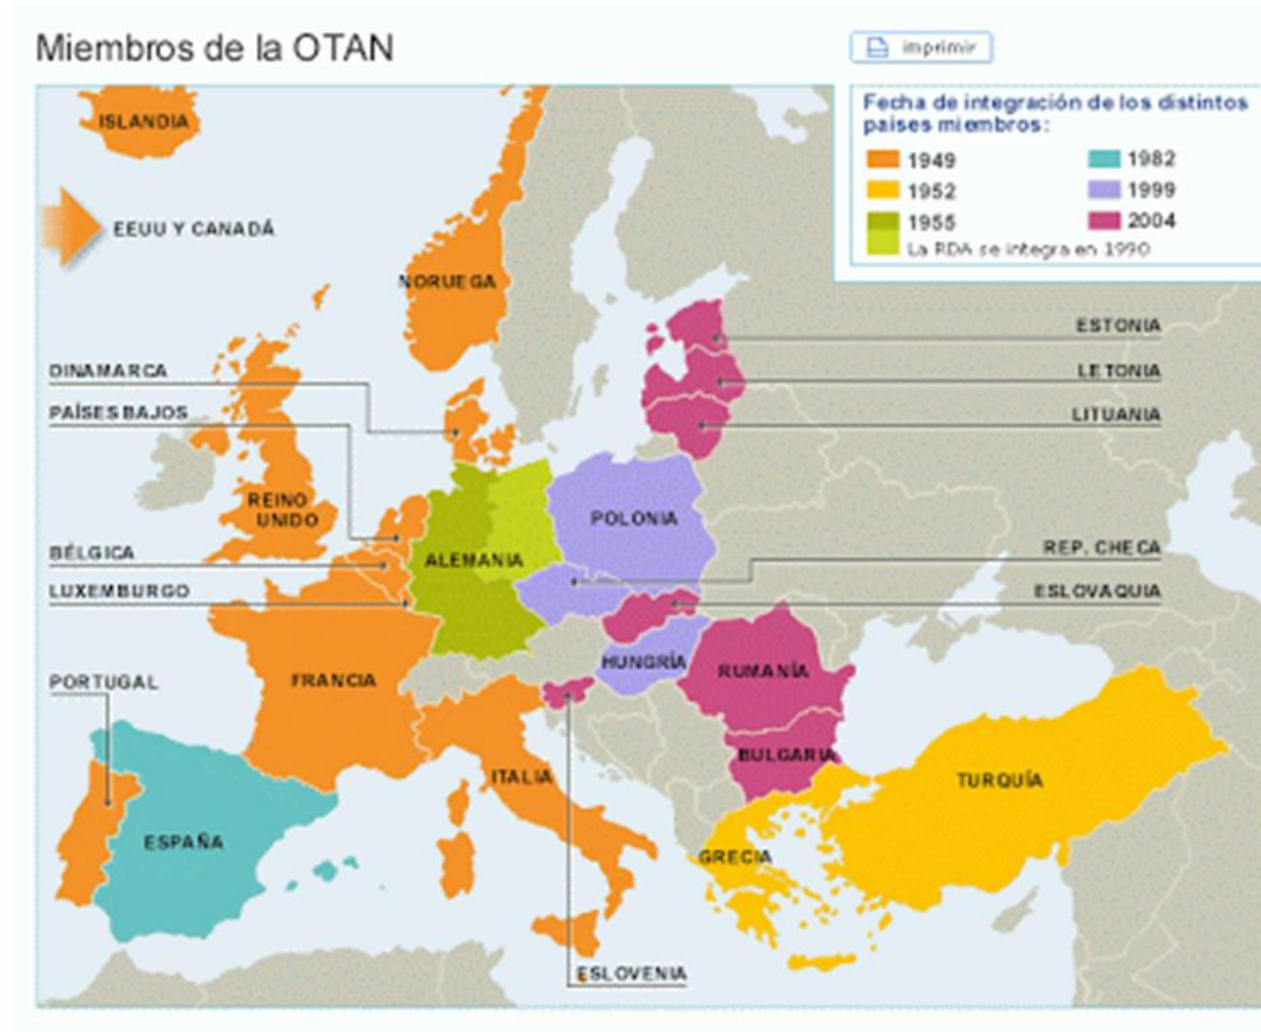 Miembros de la OTAN
imprimir
Fecha de integración de los distintos
países miembros:
1949
1952
1955
La RDA se integra en 1990
1982
1999
2004
ISLANDIA
EEUU Y CANADÁ
NORUEGA
DINAMARCA
PAÍSES BAJOS
REINO
UNIDO
BÉLGICA
LUXEMBURGO
ALEMANIA
POLONIA
ESTONIA
LETONIA
LITUANIA
REP. CHECA
ESLOVAQUIA
FRANCIA
HUNGRÍA
RUMANÍA
PORTUGAL
BULGARIA
ITALIA
TURQUÍA
ESPAÑA
GRECIA
ESLOVENIA